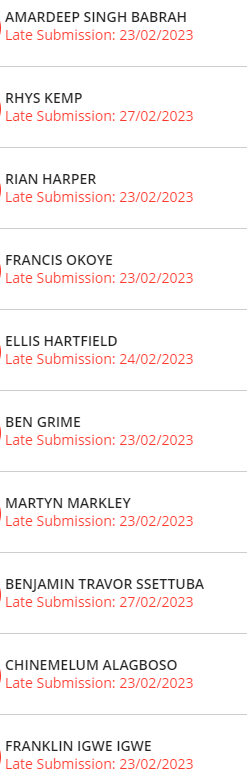 AMARDEEP SINGH BABRAH
Late Submission: 23/02/2023
RHYS KEMP
Late Submission: 27/02/2023
RIAN HARPER
Late Submission: 23/02/2023
FRANCIS OKOYE
Late Submission: 23/02/2023
ELLIS HARTFIELD
Late Submission: 24/02/2023
BEN GRIME
Late Submission: 23/02/2023
MARTYN MARKLEY
Late Submission: 23/02/2023
BENJAMIN TRAVOR SSETTUBA
Late Submission: 27/02/2023
CHINEMELUM ALAGBOSO
Late Submission: 23/02/2023
FRANKLIN IGWE IGWE
Late Submission: 23/02/2023